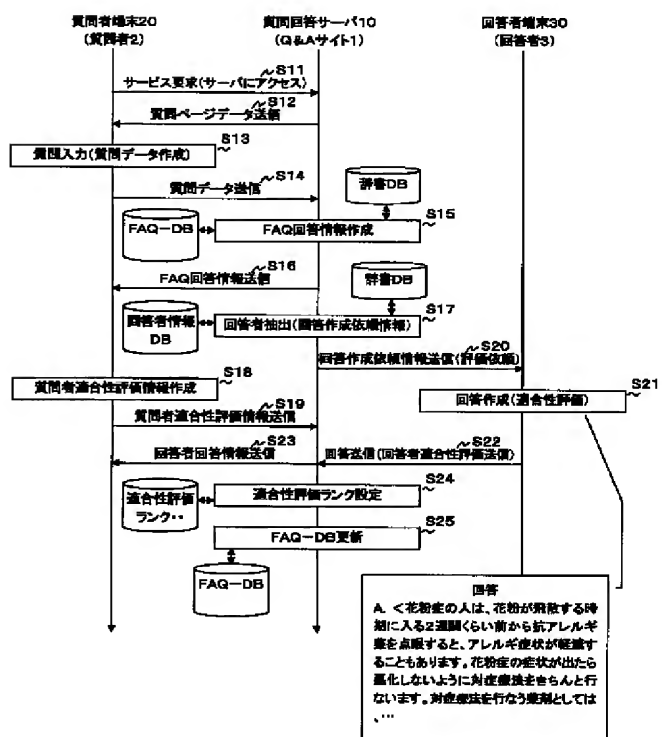 質問者端末20
(質問者2)
質問回答サーバ10
(Q&Aサイト1)
回答者端末30
(回答者3)
~S11
サービス要求(サーバにアクセス)
~S12
質問ページデータ送信
S13
質問入力(質問データ作成)
~S14
質問データ送信
辞書DB
S15
FAQ-DB
FAQ回答情報作成
~S16
FAQ回答情報送信
辞書DB
S17
回答者情報
DB
回答者抽出(回答作成依頼情報)
~S20
回答作成依頼情報送信(評価依頼)
~S18
質問者適合性評価情報作成
S21
回答作成(適合性評価)
~S19
質問者適合性評価情報送信
~S23
回答者回答情報送信
~S22
回答送信(回答者適合性評価送信)
S24
適合性評価
ランク‥
適合性評価ランク設定
S25
FAQ-DB更新
FAQ-DB
回答
A. <花粉症の人は、花粉が飛散する時
期に入る2週間くらい前から抗アレルギ
薬を点眼すると、アレルギ症状が軽減す
ることもあります。花粉症の症状が出たら
悪化しないように対症療法をきちんと行
ないます。対症療法を行なう薬剤としては
、…